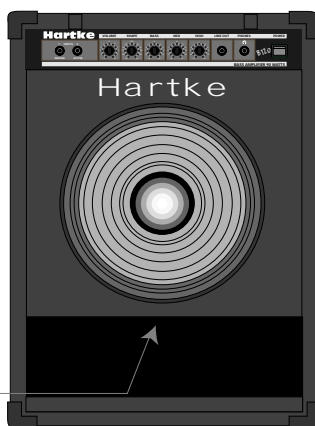 Hartke VOLUME SHAPE BASS MID HIGH LINE OUT PHONES POWER
B120
BASS AMPLIFIER 90 WATTS
Hartke